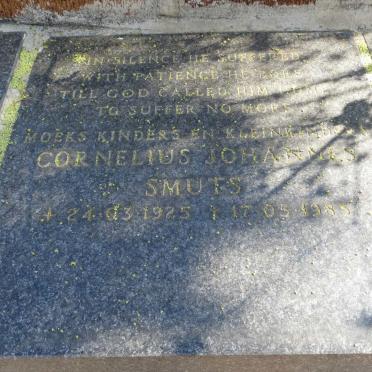 IN SILENCE HE SUFFERED
WITH PATIENCE HE BORE
TILL GOD CALLED HIM
TO SUFFER NO MORE
MOEKS KINDERS EN KLEINKINDERS
CORNELIUS JOHANNES
SMUTS
24·03·1925 † 17·05·1985